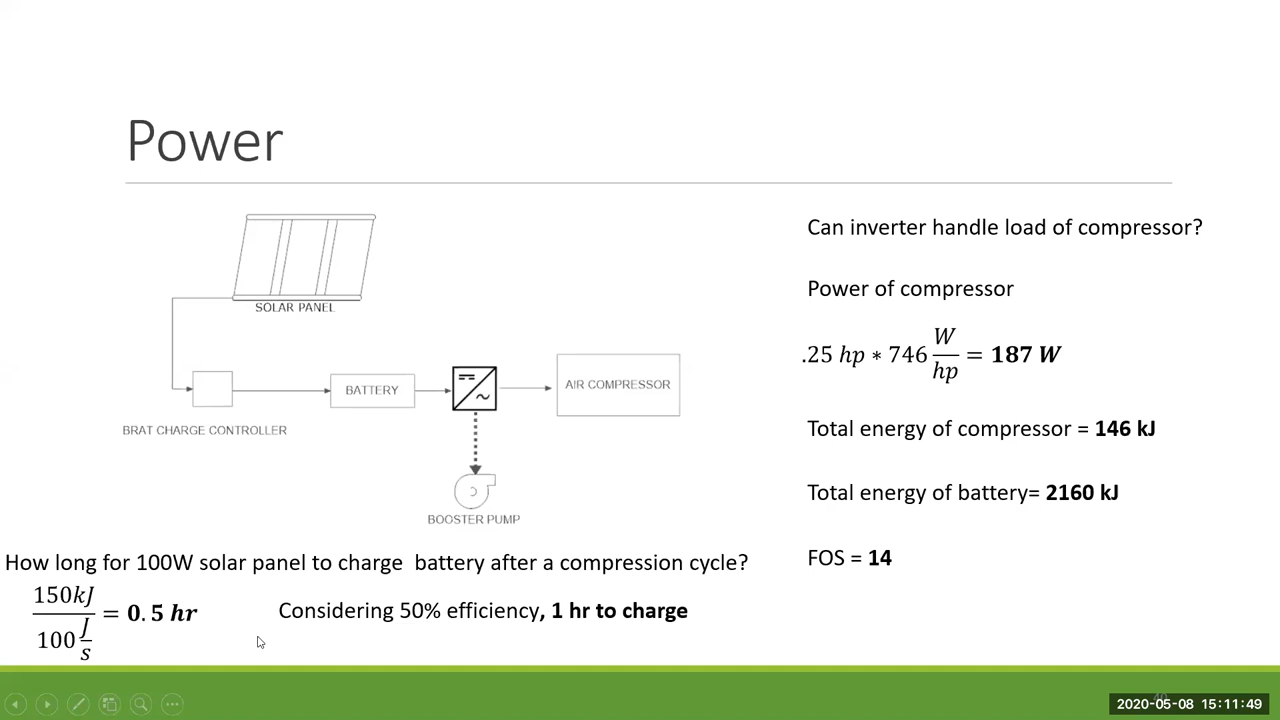 Power
SOLAR PANEL
BRAT CHARGE CONTROLLER
BATTERY
AIR COMPRESSOR
BOOSTER PUMP
Can inverter handle load of compressor?
Power of compressor
.25 hp * 746 W/hp = 187 W
Total energy of compressor = 146 kJ
Total energy of battery= 2160 kJ
FOS = 14
How long for 100W solar panel to charge battery after a compression cycle?
150kJ / 100 J/s = 0.5 hr
Considering 50% efficiency, 1 hr to charge
2020-05-08 15:11:49